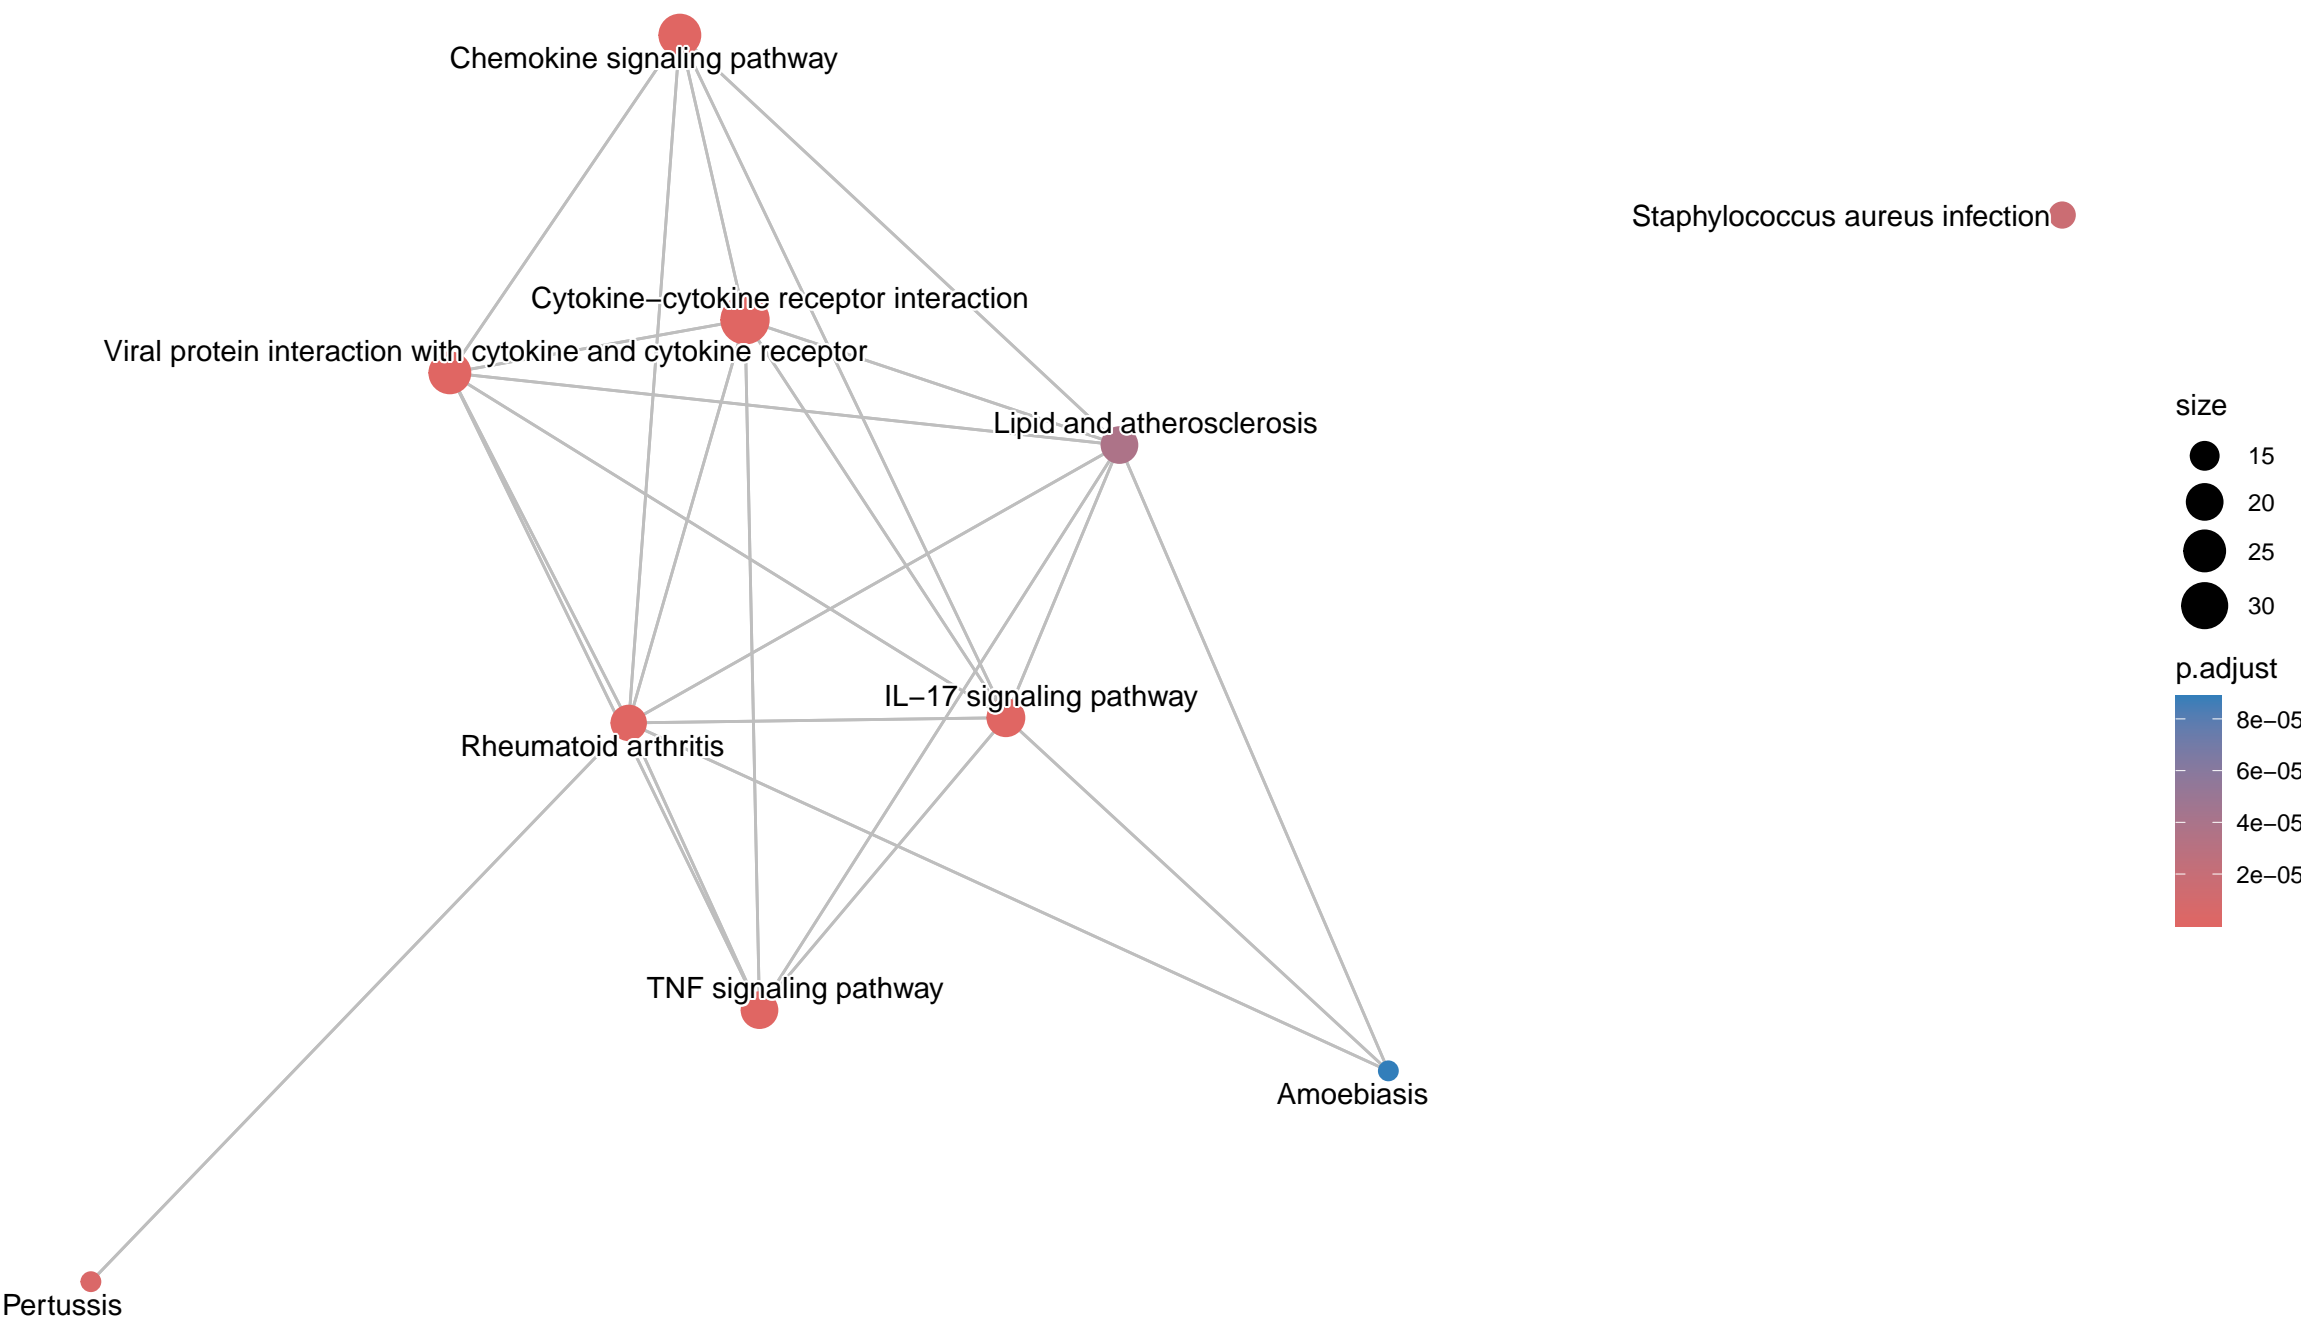 Chemokine signaling pathway
Staphylococcus aureus infection
Cytokine−cytokine receptor interaction
Viral protein interaction with cytokine and cytokine receptor
Lipid and atherosclerosis
IL−17 signaling pathway
Rheumatoid arthritis
TNF signaling pathway
Amoebiasis
Pertussis
size
15
20
25
30
p.adjust
8e−05
6e−05
4e−05
2e−05